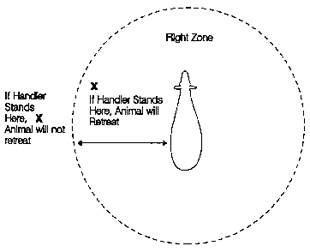 Right Zone
If Handler
Stands
Here, X
Animal will not
retreat
X
If Handler Stands
Here, Animal will
Retreat